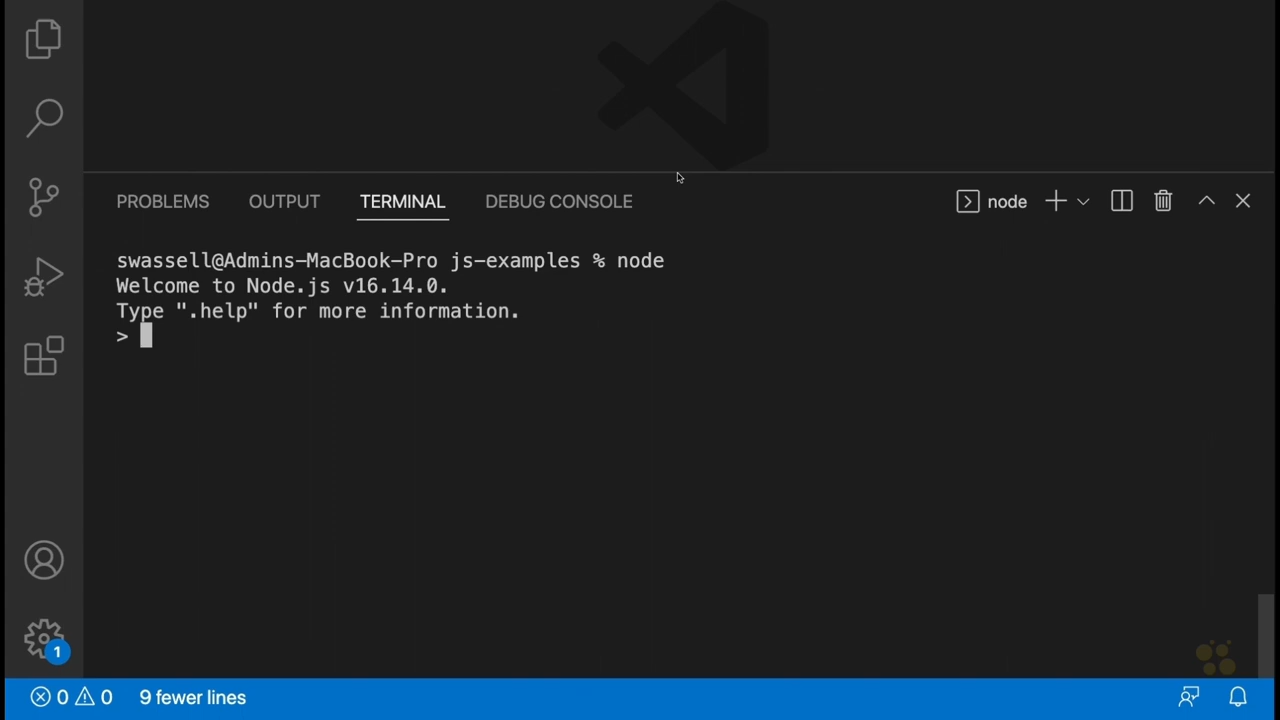 PROBLEMS OUTPUT TERMINAL DEBUG CONSOLE node
swassell@Admins-MacBook-Pro js-examples % node
Welcome to Node.js v16.14.0.
Type ".help" for more information.
>
1
0 0 9 fewer lines